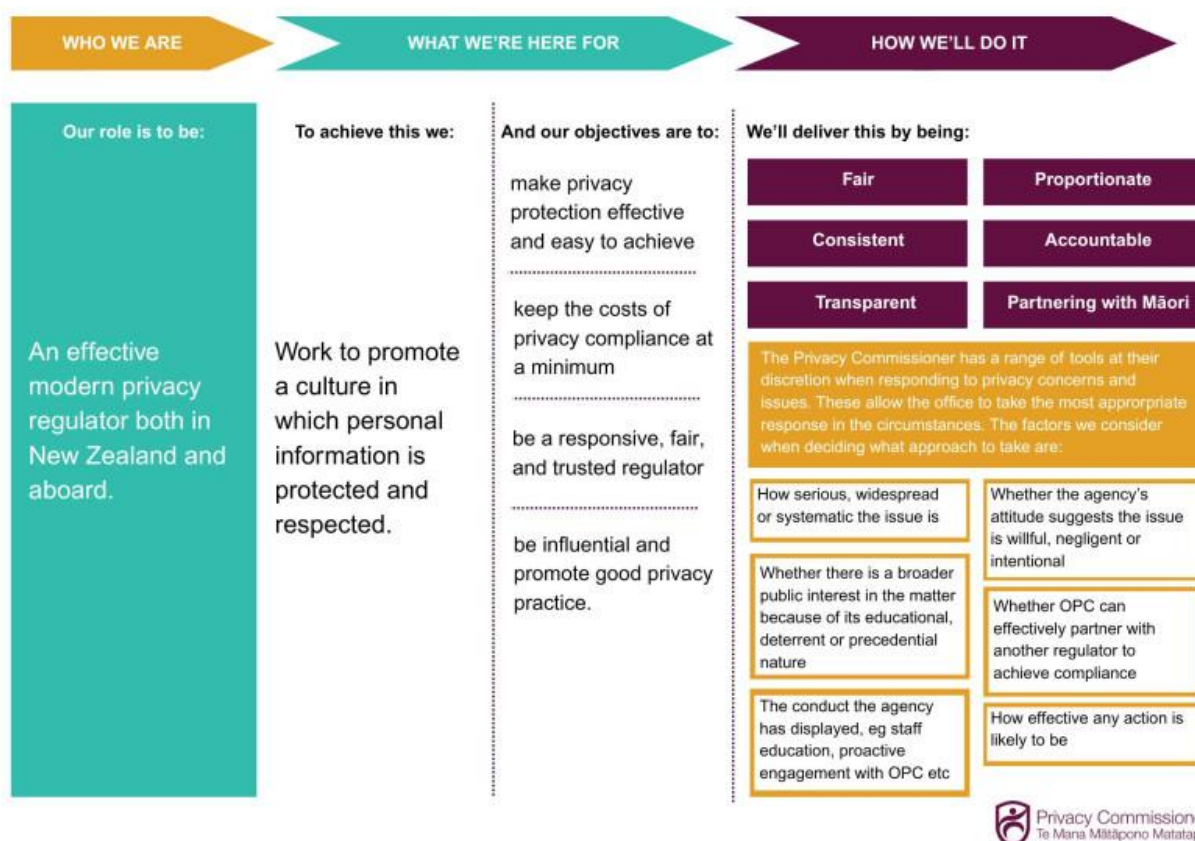 WHO WE ARE
WHAT WE'RE HERE FOR
HOW WE'LL DO IT
Our role is to be:
An effective
modern privacy
regulator both in
New Zealand and
aboard.
To achieve this we:
Work to promote
a culture in
which personal
information is
protected and
respected.
And our objectives are to:
make privacy
protection effective
and easy to achieve
keep the costs of
privacy compliance at
a minimum
be a responsive, fair,
and trusted regulator
be influential and
promote good privacy
practice.
We'll deliver this by being:
Fair
Proportionate
Consistent
Accountable
Transparent
Partnering with Māori
The Privacy Commissioner has a range of tools at their
discretion when responding to privacy concerns and
issues. These allow the office to take the most approrpriate
response in the circumstances. The factors we consider
when deciding what approach to take are:
How serious, widespread
or systematic the issue is
Whether there is a broader
public interest in the matter
because of its educational,
deterrent or precedential
nature
The conduct the agency
has displayed, eg staff
education, proactive
engagement with OPC etc
Whether the agency's
attitude suggests the issue
is willful, negligent or
intentional
Whether OPC can
effectively partner with
another regulator to
achieve compliance
How effective any action is
likely to be
Privacy Commission
Te Mana Mātāpono Matatap